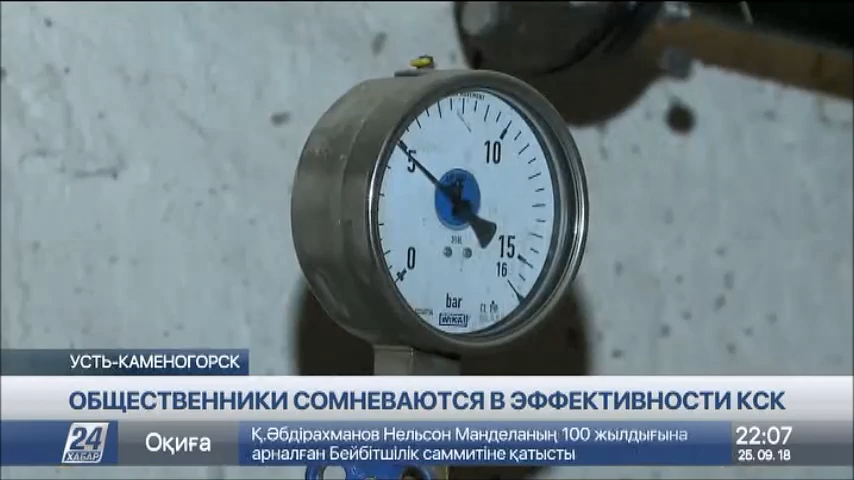 5
10
0
15
16
bar
WIKA
УСТЬ-КАМЕНОГОРСК
ОБЩЕСТВЕННИКИ СОМНЕВАЮТСЯ В ЭФФЕКТИВНОСТИ КСК
24 ХАБАР
Оқиға
Қ.Әбдірахманов Нельсон Манделаның 100 жылдығына
арналған Бейбітшілік саммитіне қатысты
22:07
25.09.18